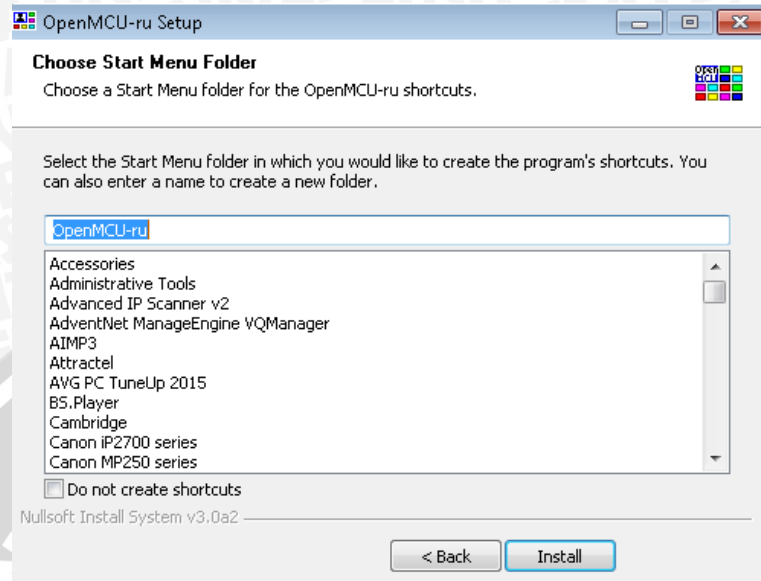 OpenMCU-ru Setup
Choose Start Menu Folder
Choose a Start Menu folder for the OpenMCU-ru shortcuts.
Open
MCU
Select the Start Menu folder in which you would like to create the program's shortcuts. You
can also enter a name to create a new folder.
OpenMCU-ru
Accessories
Administrative Tools
Advanced IP Scanner v2
AdventNet ManageEngine VQManager
AIMP3
Attractel
AVG PC TuneUp 2015
BS.Player
Cambridge
Canon iP2700 series
Canon MP250 series
Do not create shortcuts
Nullsoft Install System v3.0a2
< Back
Install